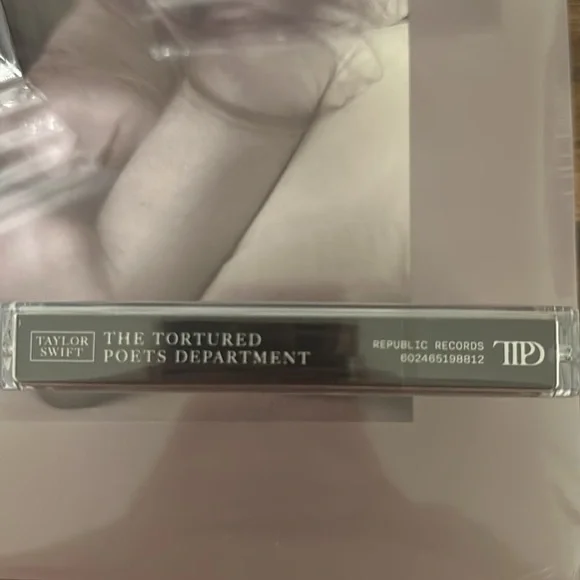 TAYLOR
SWIFT
THE TORTURED
POETS DEPARTMENT
REPUBLIC RECORDS
602465198812
TTPD